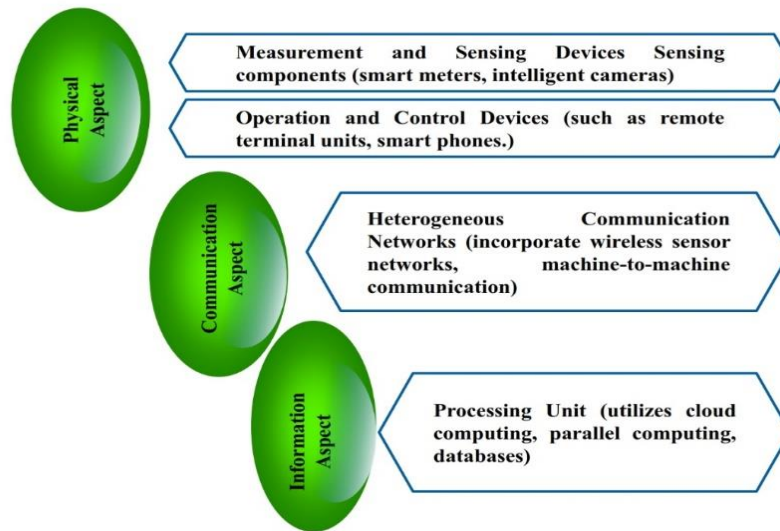 Physical
Aspect
Measurement and Sensing Devices Sensing
components (smart meters, intelligent cameras)
Operation and Control Devices (such as remote
terminal units, smart phones.)
Communication
Aspect
Heterogeneous Communication
Networks (incorporate wireless sensor
networks, machine-to-machine
communication)
Information
Aspect
Processing Unit (utilizes cloud
computing, parallel computing,
databases)